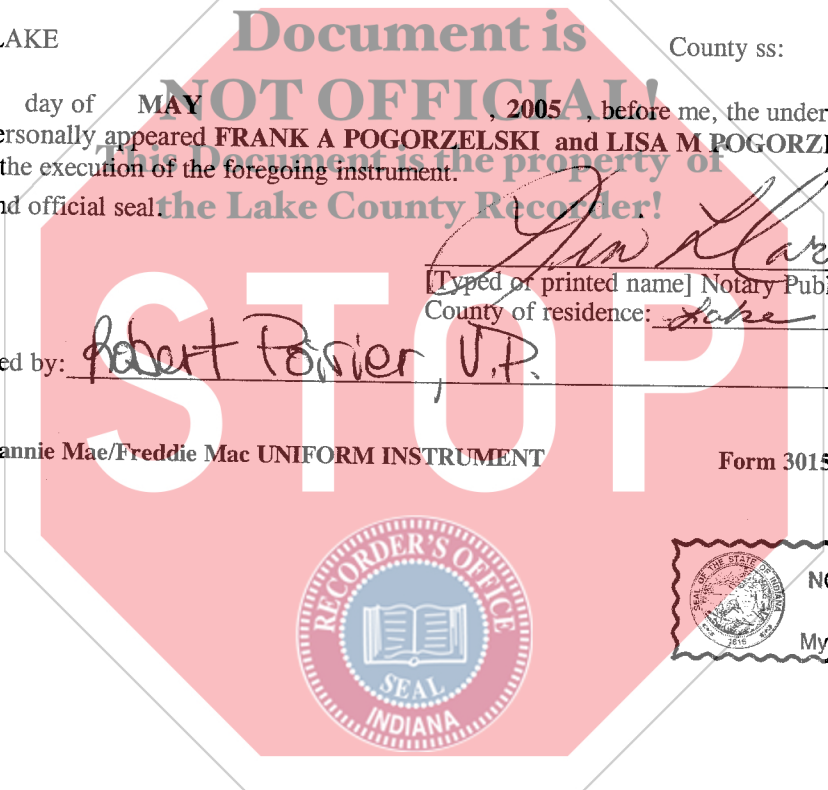 LAKE County ss:
Document is
NOT OFFICIAL!
day of MAY , 2005 , before me, the under
ersonally appeared FRANK A POGORZELSKI and LISA M POGORZE
This Document is the property of
the execution of the foregoing instrument.
nd official seal.
the Lake County Recorder!
[Typed or printed name] Notary Publ
County of residence: Lake
ed by: Robert Poirier, V.P.
STOP
annie Mae/Freddie Mac UNIFORM INSTRUMENT Form 3015
RECORDER'S OFFICE
SEAL
INDIANA
SEAL OF THE STATE OF INDIANA
1816
NO
My